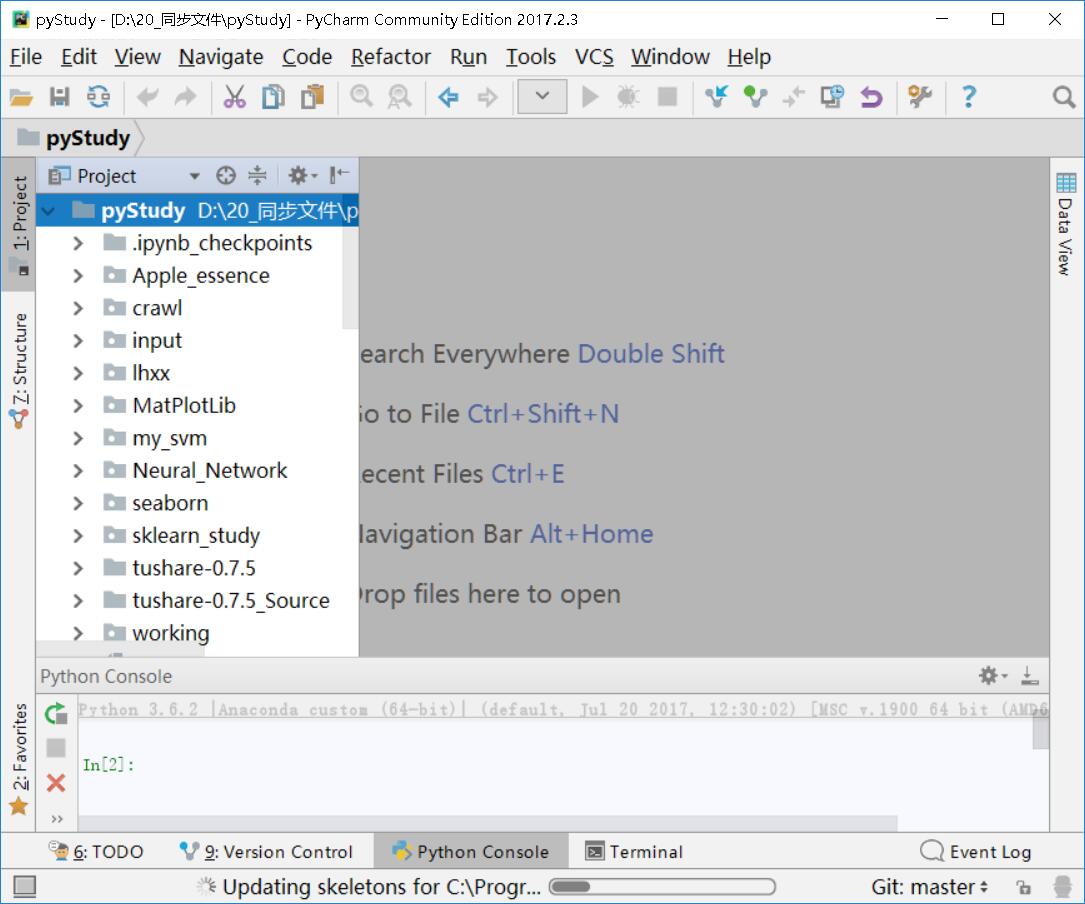 pyStudy - [D:\20_同步文件\pyStudy] - PyCharm Community Edition 2017.2.3
File Edit View Navigate Code Refactor Run Tools VCS Window Help
pyStudy
1: Project
Project
pyStudy D:\20_同步文件\p
.ipynb_checkpoints
Apple_essence
crawl
input
lhxx
MatPlotLib
my_svm
Neural_Network
seaborn
sklearn_study
tushare-0.7.5
tushare-0.7.5_Source
working
7: Structure
2: Favorites
earch Everywhere Double Shift
o to File Ctrl+Shift+N
ecent Files Ctrl+E
avigation Bar Alt+Home
rop files here to open
Data View
Python Console
Python 3.6.2 |Anaconda custom (64-bit)| (default, Jul 20 2017, 12:30:02) [MSC v.1900 64 bit (AMD6
In[2]:
6: TODO 9: Version Control Python Console Terminal Event Log
Updating skeletons for C:\Progr... Git: master